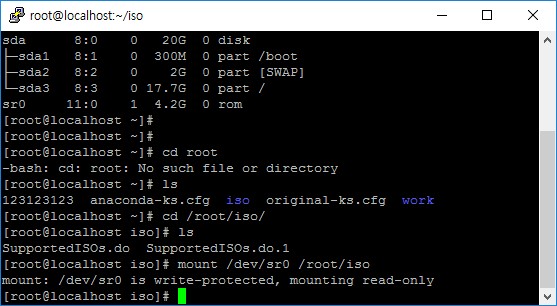 root@localhost:~/iso
sda      8:0    0   20G  0 disk
├─sda1   8:1    0  300M  0 part /boot
├─sda2   8:2    0    2G  0 part [SWAP]
└─sda3   8:3    0 17.7G  0 part /
sr0     11:0    1  4.2G  0 rom
[root@localhost ~]#
[root@localhost ~]#
[root@localhost ~]# cd root
-bash: cd: root: No such file or directory
[root@localhost ~]# ls
123123123  anaconda-ks.cfg  iso  original-ks.cfg  work
[root@localhost ~]# cd /root/iso/
[root@localhost iso]# ls
SupportedISOs.do  SupportedISOs.do.1
[root@localhost iso]# mount /dev/sr0 /root/iso
mount: /dev/sr0 is write-protected, mounting read-only
[root@localhost iso]#